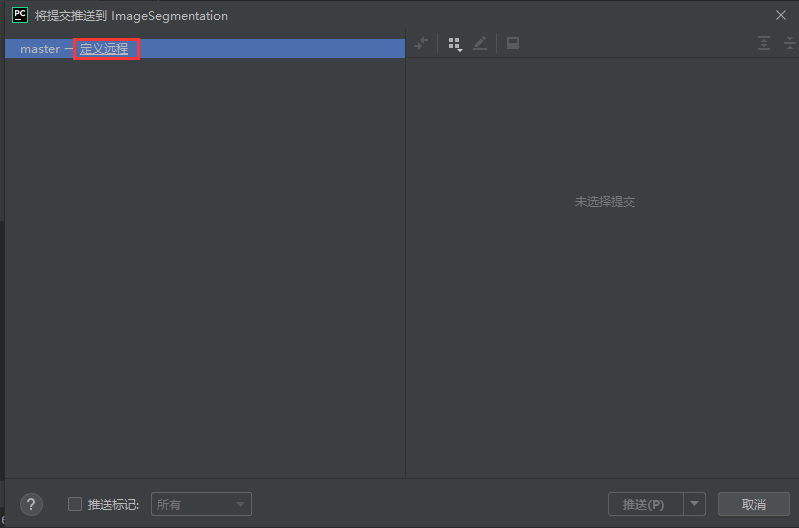 PC 将提交推送到 ImageSegmentation
master → 定义远程
未选择提交
? 推送标记: 所有 推送(P) 取消